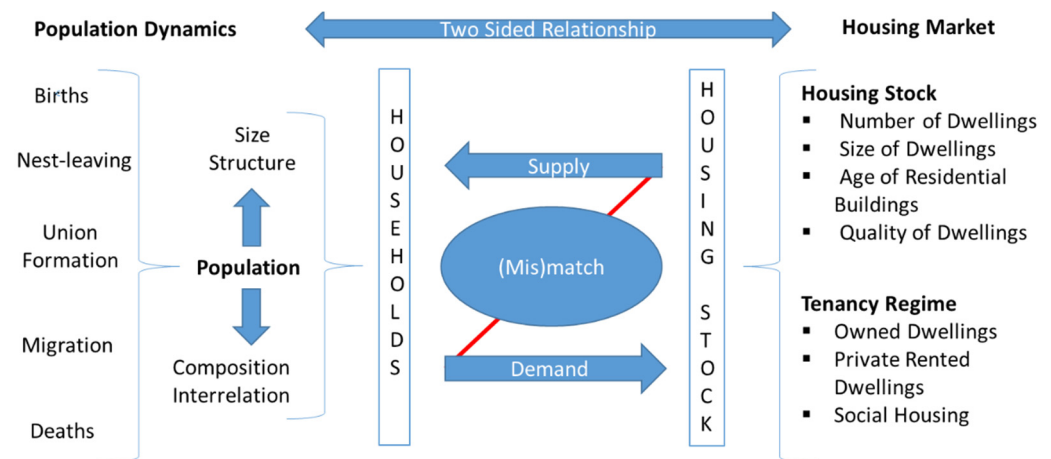 Population Dynamics
Two Sided Relationship
Housing Market
Births
Nest-leaving
Union
Formation
Migration
Deaths
Size
Structure
Population
Composition
Interrelation
HOUSEHOLDS
Supply
(Mis)match
Demand
HOUSING STOCK
Housing Stock
▪ Number of Dwellings
▪ Size of Dwellings
▪ Age of Residential
Buildings
▪ Quality of Dwellings
Tenancy Regime
▪ Owned Dwellings
▪ Private Rented
Dwellings
▪ Social Housing